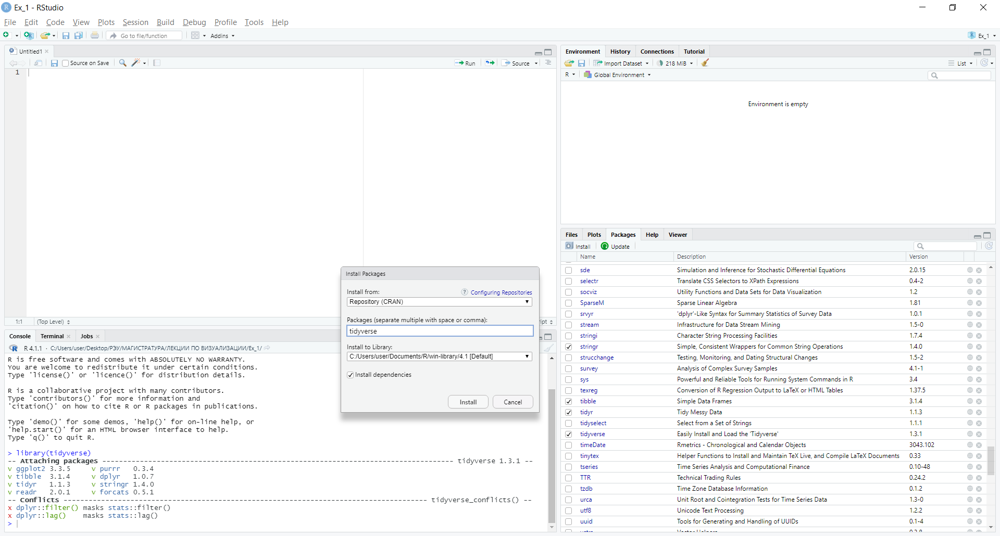 Ex_1 - RStudio
File Edit Code View Plots Session Build Debug Profile Tools Help
Go to file/function Addins Ex_1
Untitled1
Source on Save Run Source
1
1:1 (Top Level) ipt
Console Terminal Jobs
R 4.1.1 · C:/Users/user/Desktop/РЭУ/МАГИСТРАТУРА/ЛЕКЦИИ ПО ВИЗУАЛИЗАЦИИ/Ex_1/
R is free software and comes with ABSOLUTELY NO WARRANTY.
You are welcome to redistribute it under certain conditions.
Type 'license()' or 'licence()' for distribution details.
R is a collaborative project with many contributors.
Type 'contributors()' for more information and
'citation()' on how to cite R or R packages in publications.
Type 'demo()' for some demos, 'help()' for on-line help, or
'help.start()' for an HTML browser interface to help.
Type 'q()' to quit R.
> library(tidyverse)
-- Attaching packages ------------------------------------------------------------------------------------- tidyverse 1.3.1 --
v ggplot2 3.3.5 v purrr 0.3.4
v tibble 3.1.4 v dplyr 1.0.7
v tidyr 1.1.3 v stringr 1.4.0
v readr 2.0.1 v forcats 0.5.1
-- Conflicts ---------------------------------------------------------------------------------------- tidyverse_conflicts() --
x dplyr::filter() masks stats::filter()
x dplyr::lag() masks stats::lag()
>
Install Packages
Install from: ? Configuring Repositories
Repository (CRAN)
Packages (separate multiple with space or comma):
tidyverse
Install to Library:
C:/Users/user/Documents/R/win-library/4.1 [Default]
Install dependencies
Install Cancel
Environment History Connections Tutorial
Import Dataset 218 MiB List
R Global Environment
Environment is empty
Files Plots Packages Help Viewer
Install Update
Name Description Version
sde Simulation and Inference for Stochastic Differential Equations 2.0.15
selectr Translate CSS Selectors to XPath Expressions 0.4-2
socviz Utility Functions and Data Sets for Data Visualization 1.2
SparseM Sparse Linear Algebra 1.81
srvyr 'dplyr'-Like Syntax for Summary Statistics of Survey Data 1.0.1
stream Infrastructure for Data Stream Mining 1.5-0
stringi Character String Processing Facilities 1.7.4
stringr Simple, Consistent Wrappers for Common String Operations 1.4.0
strucchange Testing, Monitoring, and Dating Structural Changes 1.5-2
survey Analysis of Complex Survey Samples 4.1-1
sys Powerful and Reliable Tools for Running System Commands in R 3.4
texreg Conversion of R Regression Output to LaTeX or HTML Tables 1.37.5
tibble Simple Data Frames 3.1.4
tidyr Tidy Messy Data 1.1.3
tidyselect Select from a Set of Strings 1.1.1
tidyverse Easily Install and Load the 'Tidyverse' 1.3.1
timeDate Rmetrics - Chronological and Calendar Objects 3043.102
tinytex Helper Functions to Install and Maintain TeX Live, and Compile LaTeX Documents 0.33
tseries Time Series Analysis and Computational Finance 0.10-48
TTR Technical Trading Rules 0.24.2
tzdb Time Zone Database Information 0.1.2
urca Unit Root and Cointegration Tests for Time Series Data 1.3-0
utf8 Unicode Text Processing 1.2.2
uuid Tools for Generating and Handling of UUIDs 0.1-4